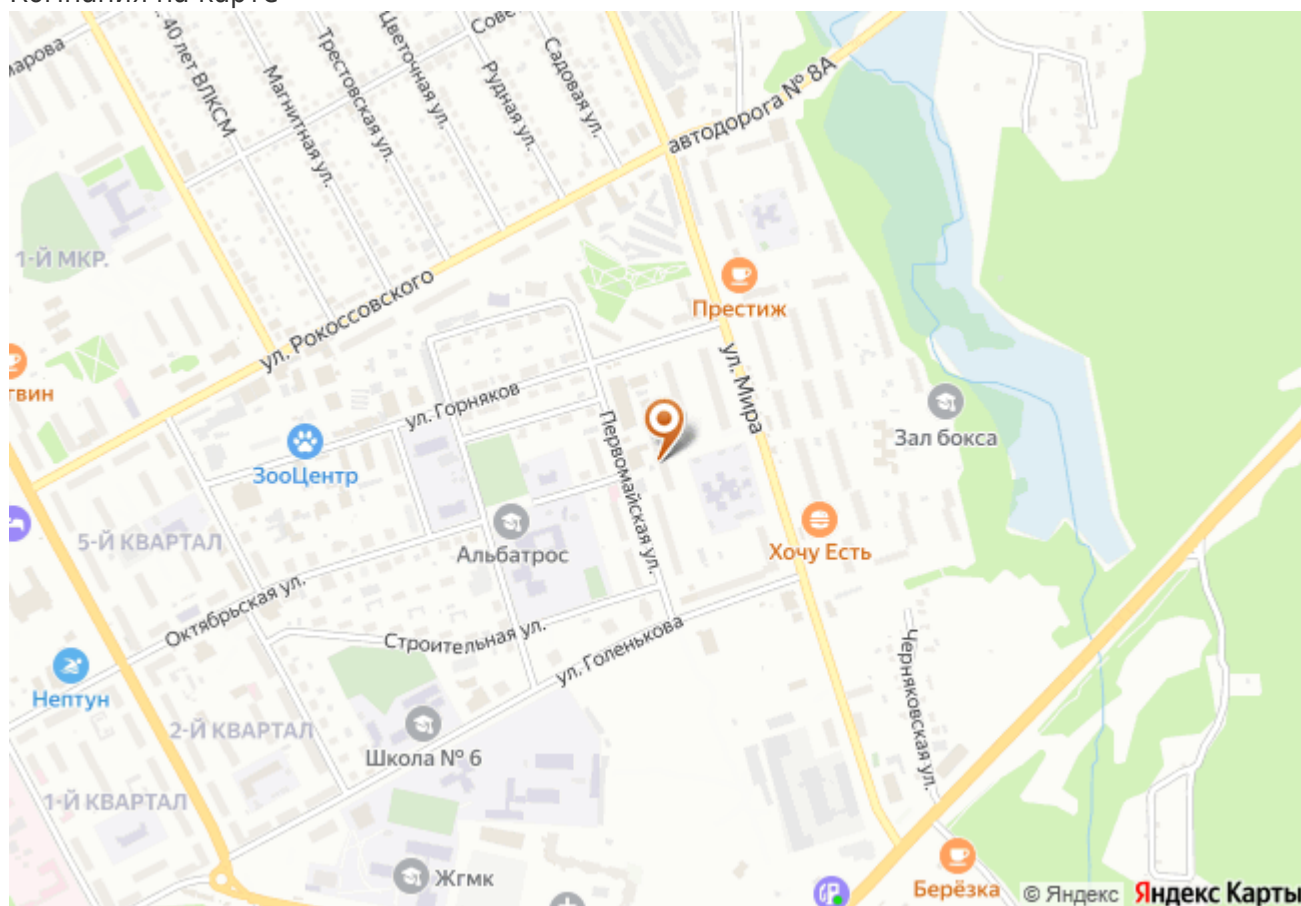 Компания на карте
марова
40 лет ВЛКСМ
Магнитная ул.
Трестовская ул.
Цветочная ул.
Сове
Рудная ул.
Садовая ул.
автодорога № 8А
1-Й МКР.
ул. Рокоссовского
Престиж
твин
ул. Горняков
ул. Мира
Первомайская ул.
Зал бокса
ЗооЦентр
5-Й КВАРТАЛ
Альбатрос
Хочу Есть
Октябрьская ул.
Строительная ул.
ул. Голенькова
Черняковская ул.
Нептун
2-Й КВАРТАЛ
Школа № 6
1-Й КВАРТАЛ
Жгмк
Берёзка
© Яндекс Яндекс Карты